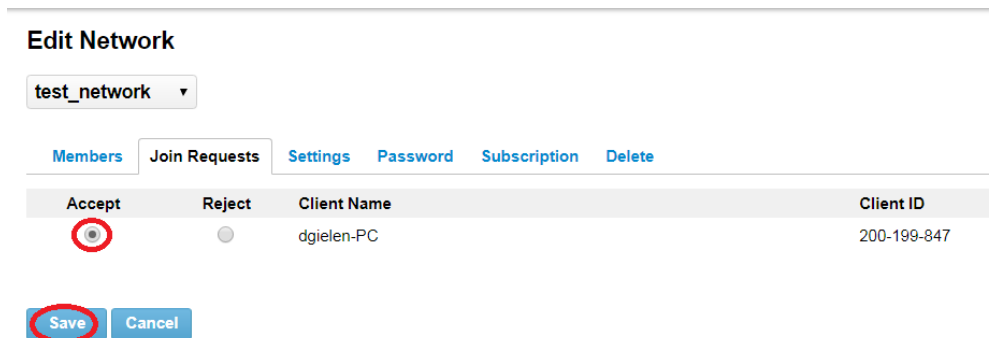 Edit Network
test_network
Members Join Requests Settings Password Subscription Delete
Accept Reject Client Name Client ID
dgielen-PC 200-199-847
Save Cancel